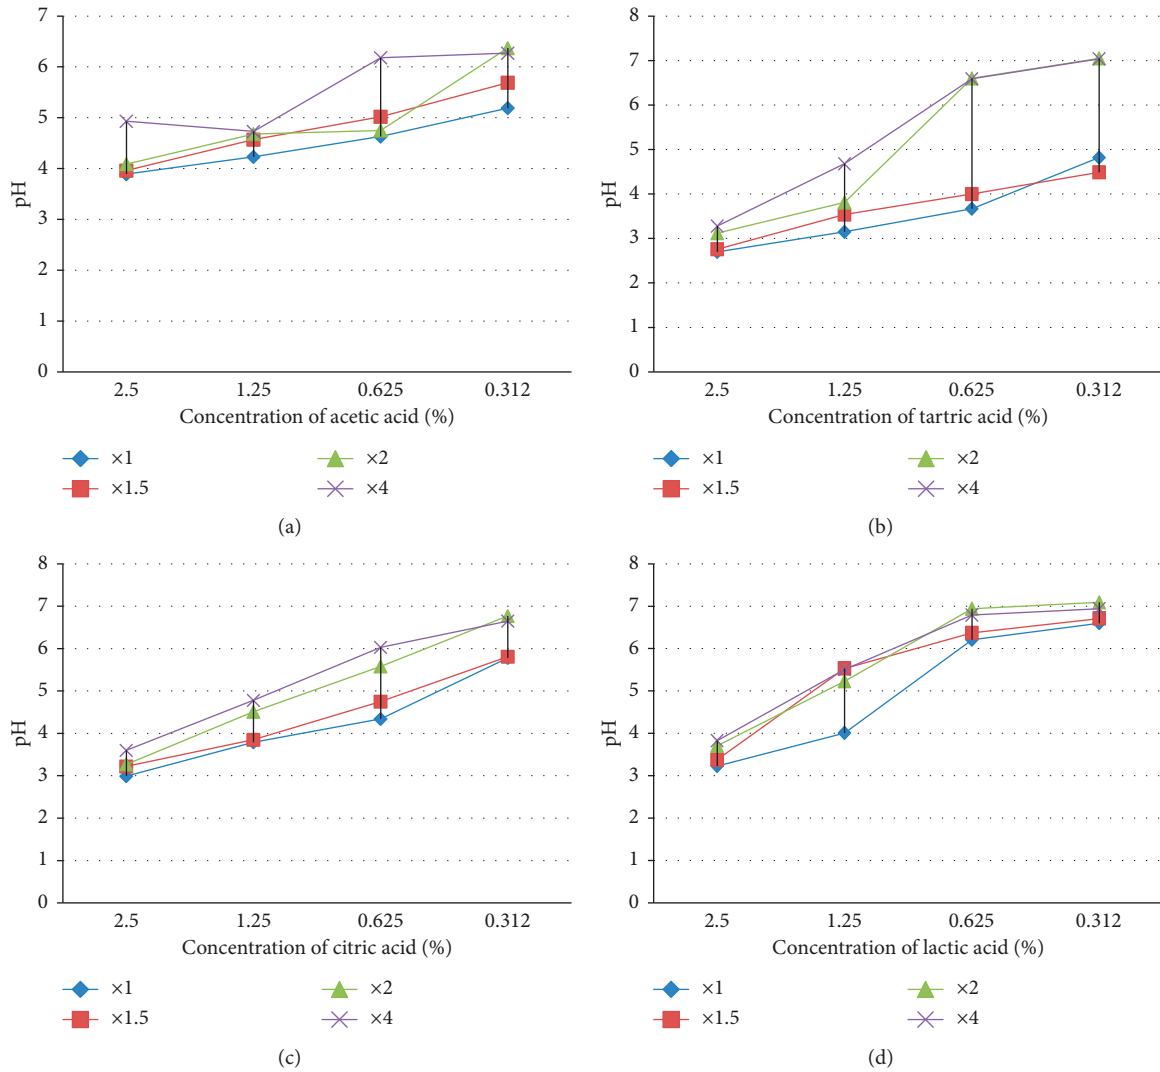 7
6
5
4
3
2
1
0
pH
2.5 1.25 0.625 0.312
Concentration of acetic acid (%)
×1 ×2
×1.5 ×4
(a)
8
7
6
5
4
3
2
1
0
pH
2.5 1.25 0.625 0.312
Concentration of tartric acid (%)
×1 ×2
×1.5 ×4
(b)
8
7
6
5
4
3
2
1
0
pH
2.5 1.25 0.625 0.312
Concentration of citric acid (%)
×1 ×2
×1.5 ×4
(c)
8
7
6
5
4
3
2
1
0
pH
2.5 1.25 0.625 0.312
Concentration of lactic acid (%)
×1 ×2
×1.5 ×4
(d)